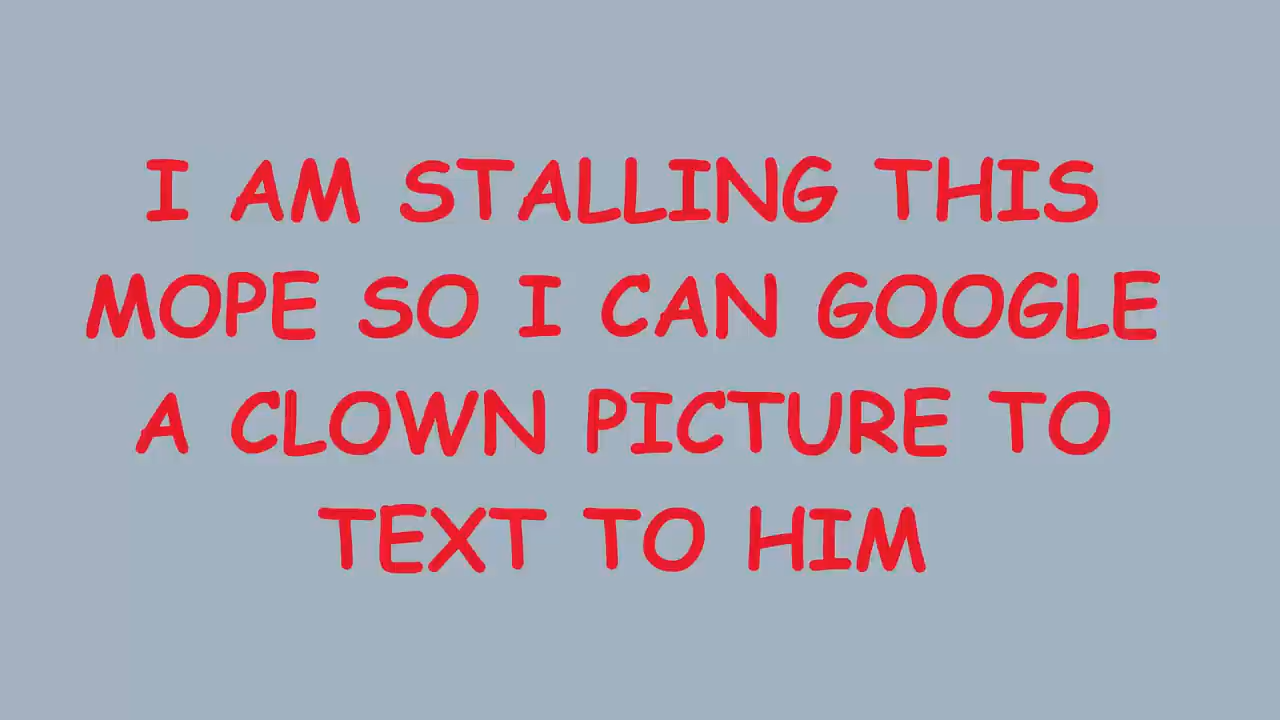 I AM STALLING THIS
MOPE SO I CAN GOOGLE
A CLOWN PICTURE TO
TEXT TO HIM